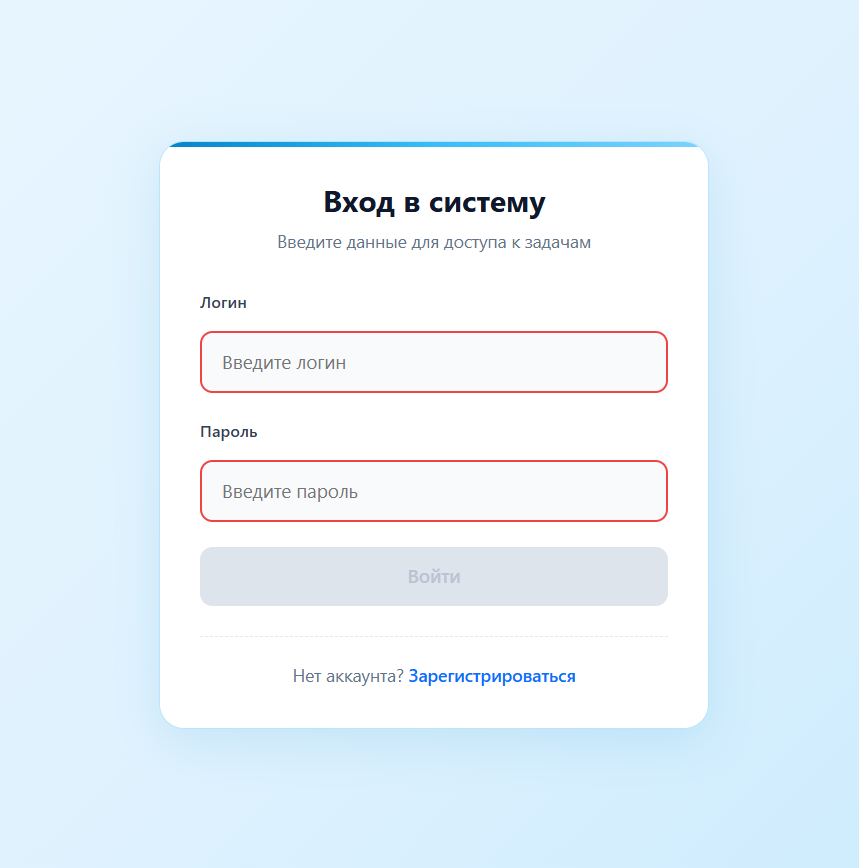 Вход в систему
Введите данные для доступа к задачам
Логин
Введите логин
Пароль
Введите пароль
Войти
Нет аккаунта? Зарегистрироваться